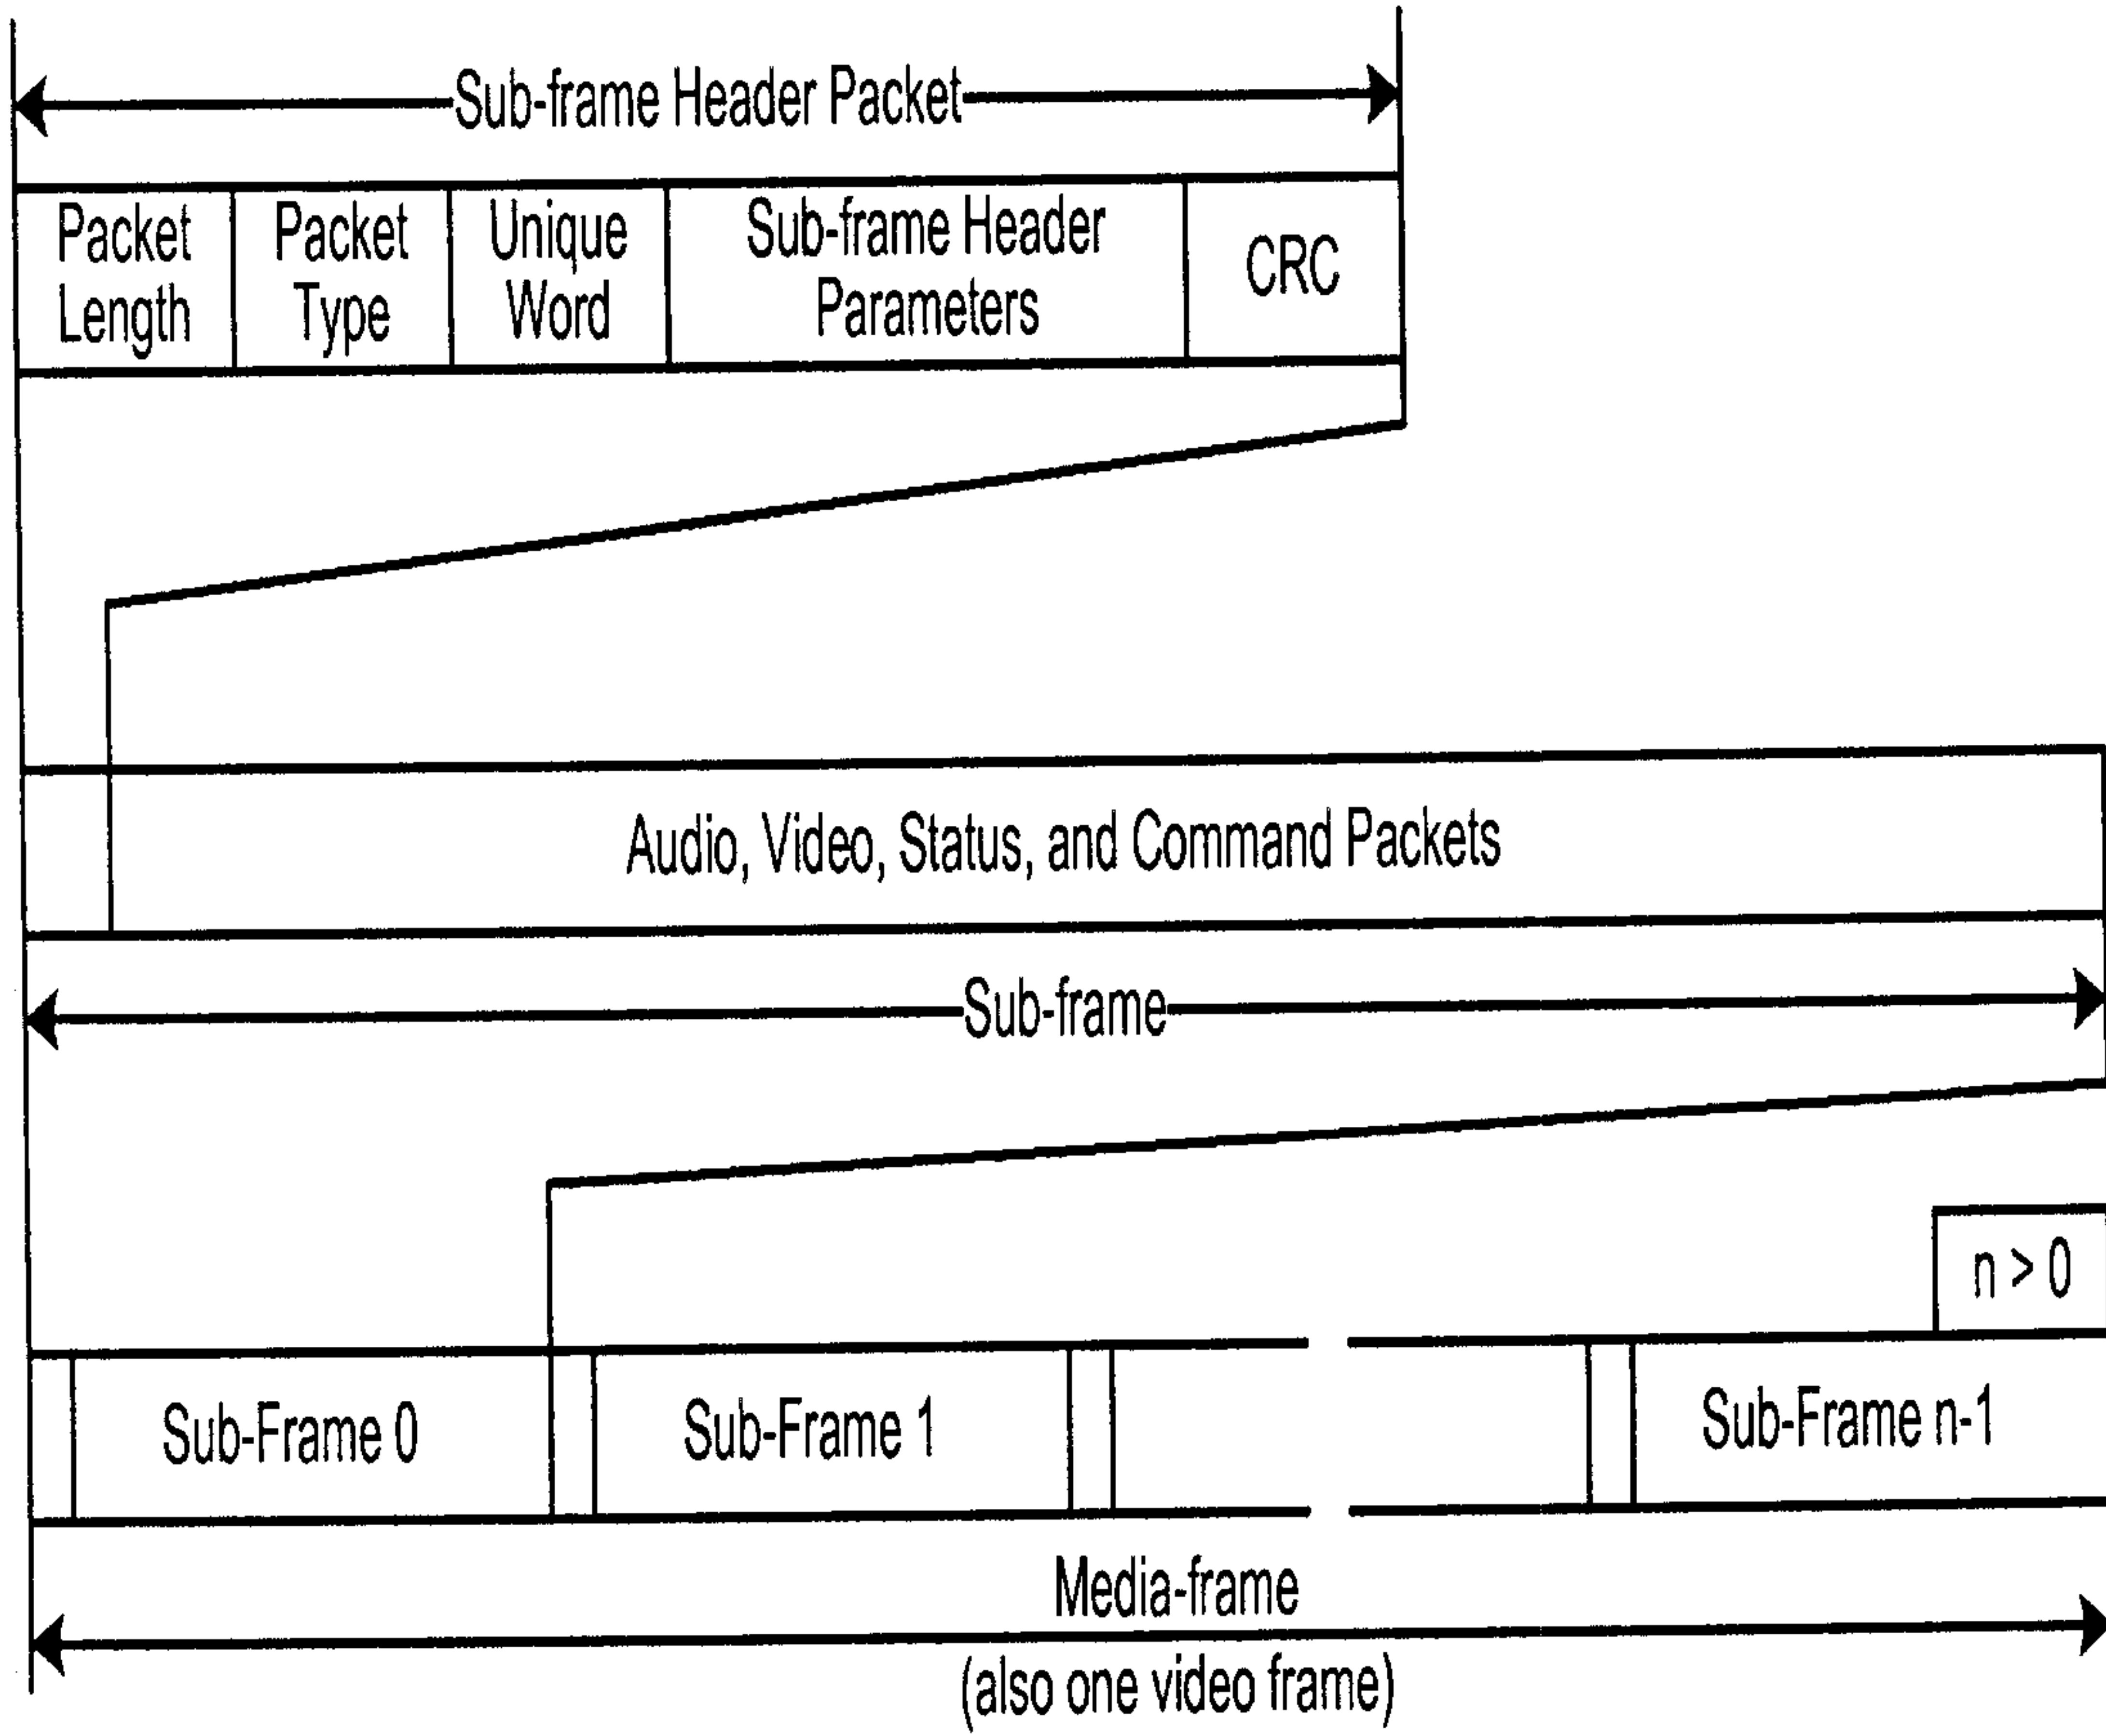 Sub-frame Header Packet
Packet Length
Packet Type
Unique Word
Sub-frame Header Parameters
CRC
Audio, Video, Status, and Command Packets
Sub-frame
n > 0
Sub-Frame 0
Sub-Frame 1
Sub-Frame n-1
Media-frame
(also one video frame)